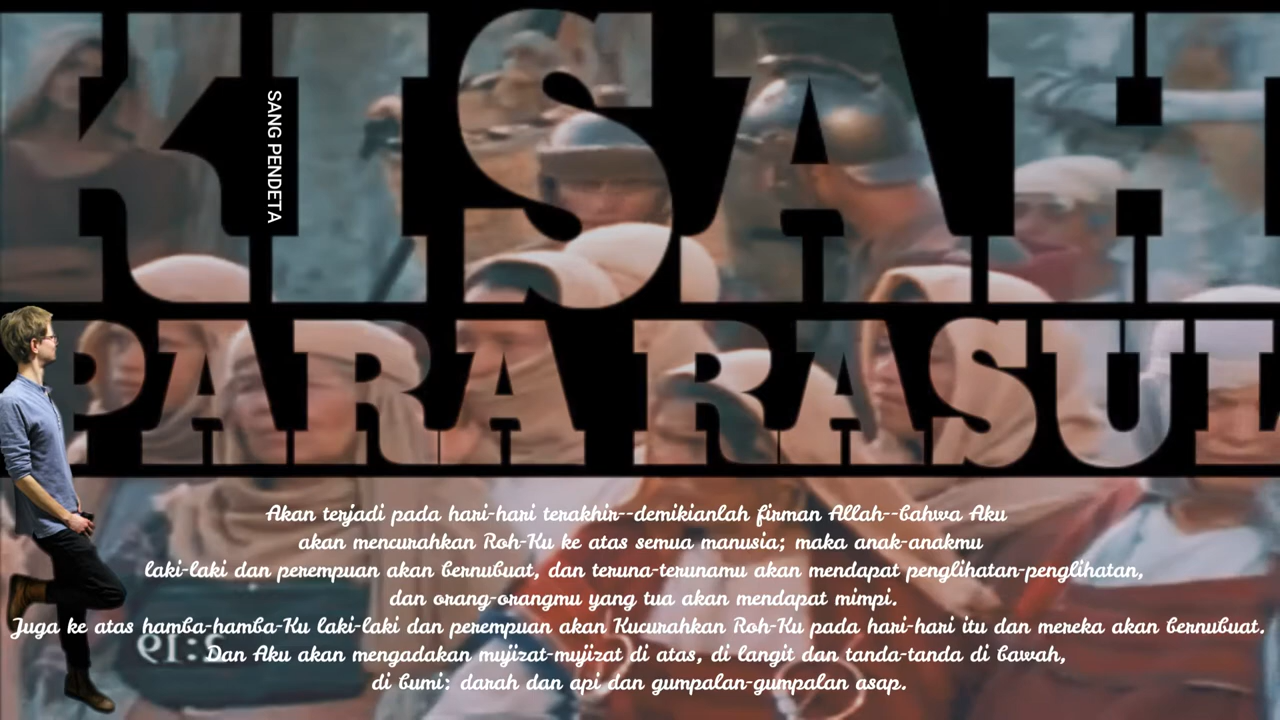 KISAH
SANG PENDETA
PARA RASUL
Akan terjadi pada hari-hari terakhir--demikianlah firman Allah--bahwa Aku
akan mencurahkan Roh-Ku ke atas semua manusia; maka anak-anakmu
laki-laki dan perempuan akan bernubuat, dan teruna-terunamu akan mendapat penglihatan-penglihatan,
dan orang-orangmu yang tua akan mendapat mimpi.
Juga ke atas hamba-hamba-Ku laki-laki dan perempuan akan Kucurahkan Roh-Ku pada hari-hari itu dan mereka akan bernubuat.
Dan Aku akan mengadakan mujizat-mujizat di atas, di langit dan tanda-tanda di bawah,
di bumi: darah dan api dan gumpalan-gumpalan asap.